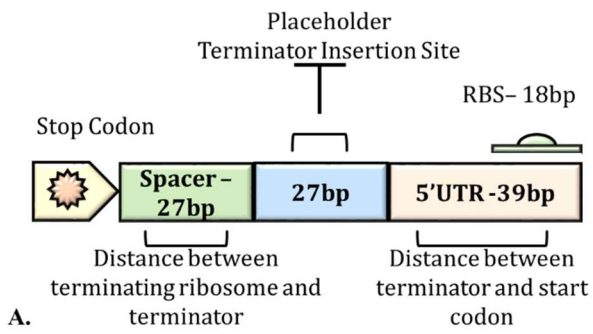 Placeholder
Terminator Insertion Site
RBS– 18bp
Stop Codon
Spacer –
27bp
27bp
5'UTR -39bp
Distance between
terminating ribosome and
terminator
Distance between
terminator and start
codon
A.